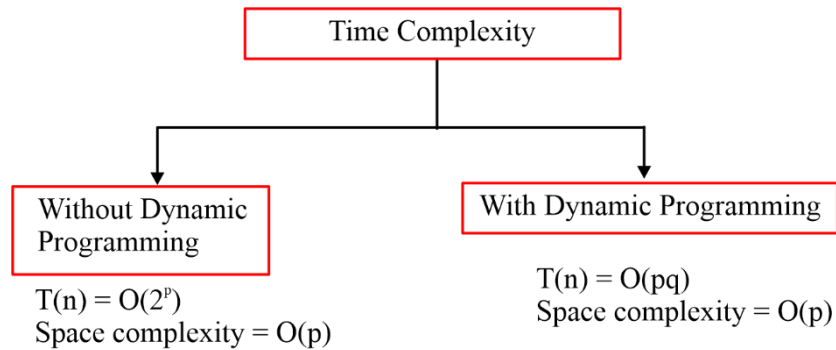 Time Complexity
Without Dynamic
Programming
T(n) = O(2ᵖ)
Space complexity = O(p)
With Dynamic Programming
T(n) = O(pq)
Space complexity = O(p)